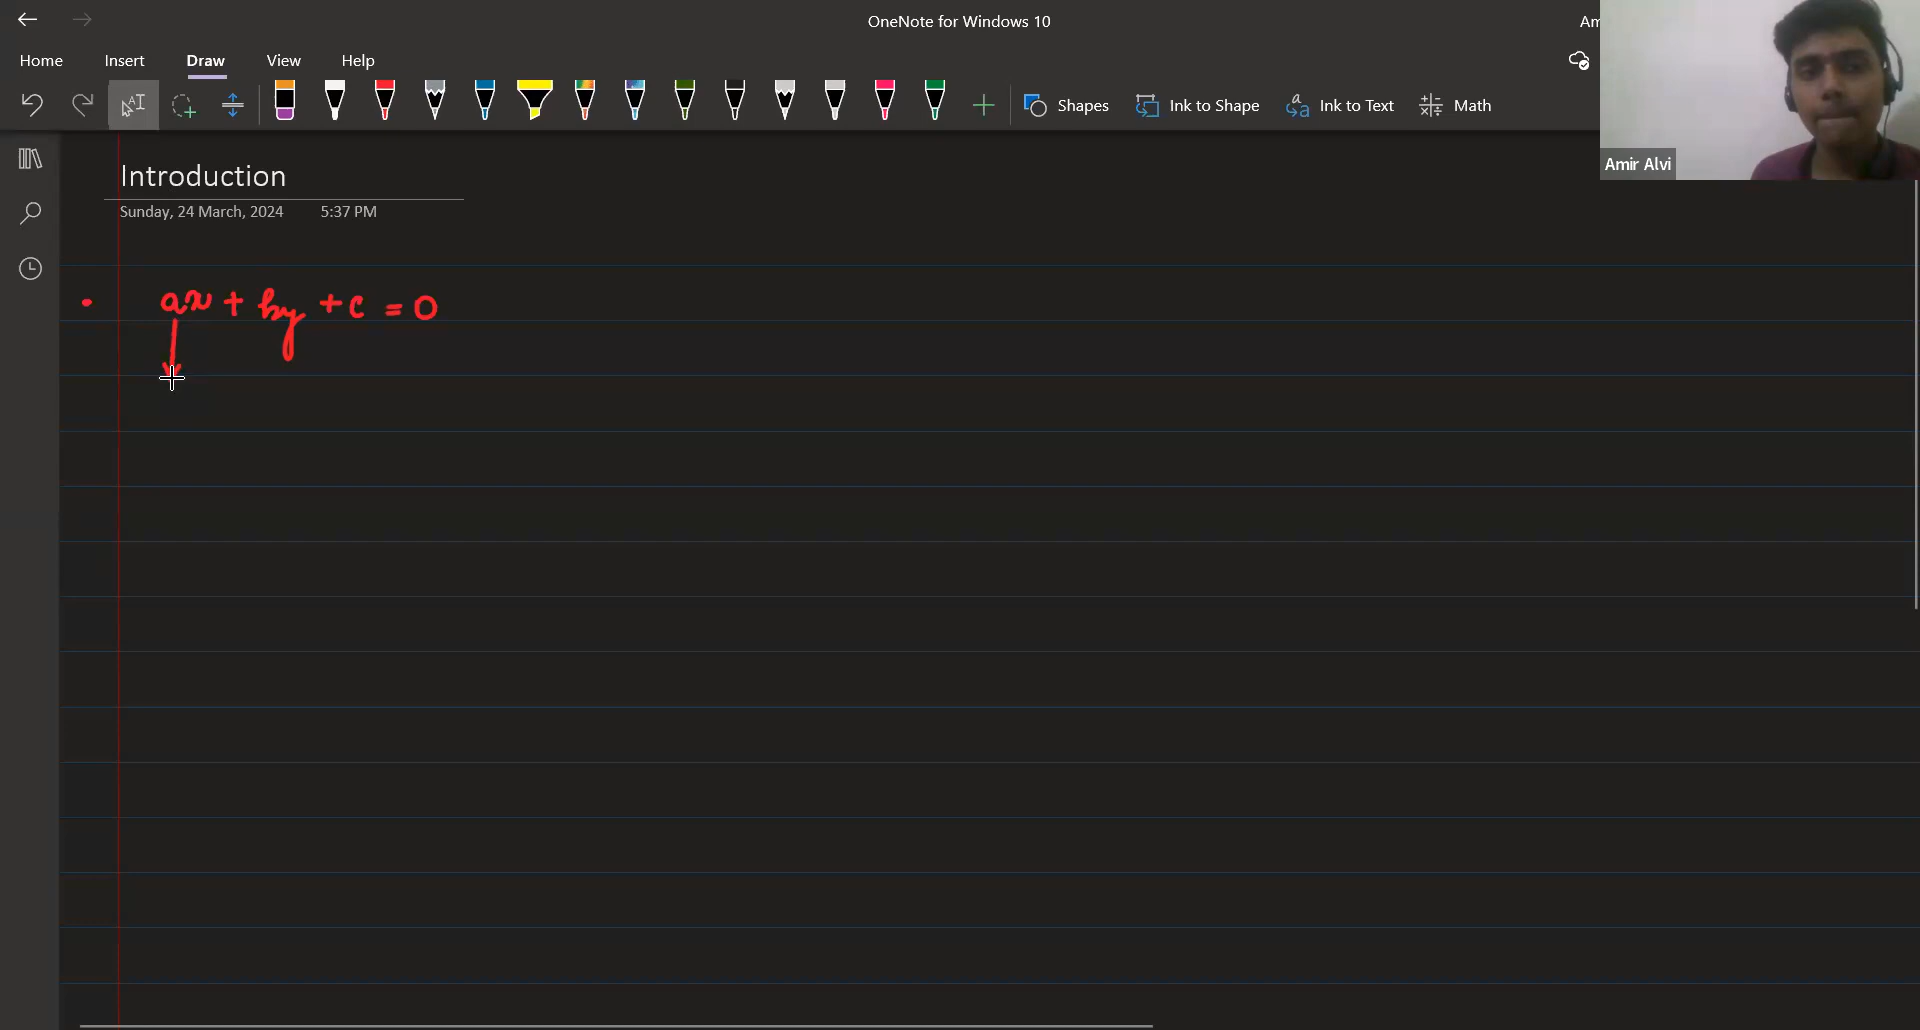 OneNote for Windows 10
Am
Home Insert Draw View Help
Shapes Ink to Shape Ink to Text Math
Amir Alvi
Introduction
Sunday, 24 March, 2024 5:37 PM
• ax + by + c = 0